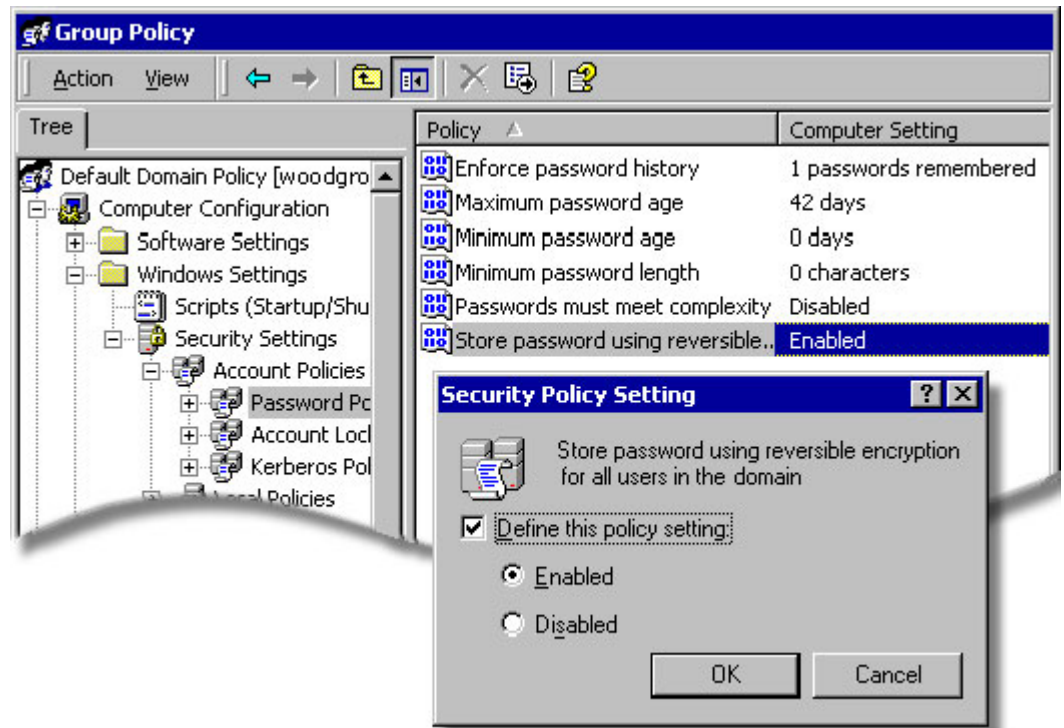 Group Policy
Action View
Tree
Policy Computer Setting
Default Domain Policy [woodgro
Computer Configuration
Software Settings
Windows Settings
Scripts (Startup/Shu
Security Settings
Account Policies
Password Po
Account Loc
Kerberos Pol
Local Policies
Enforce password history 1 passwords remembered
Maximum password age 42 days
Minimum password age 0 days
Minimum password length 0 characters
Passwords must meet complexity Disabled
Store password using reversible.. Enabled
Security Policy Setting
Store password using reversible encryption
for all users in the domain
Define this policy setting:
Enabled
Disabled
OK Cancel